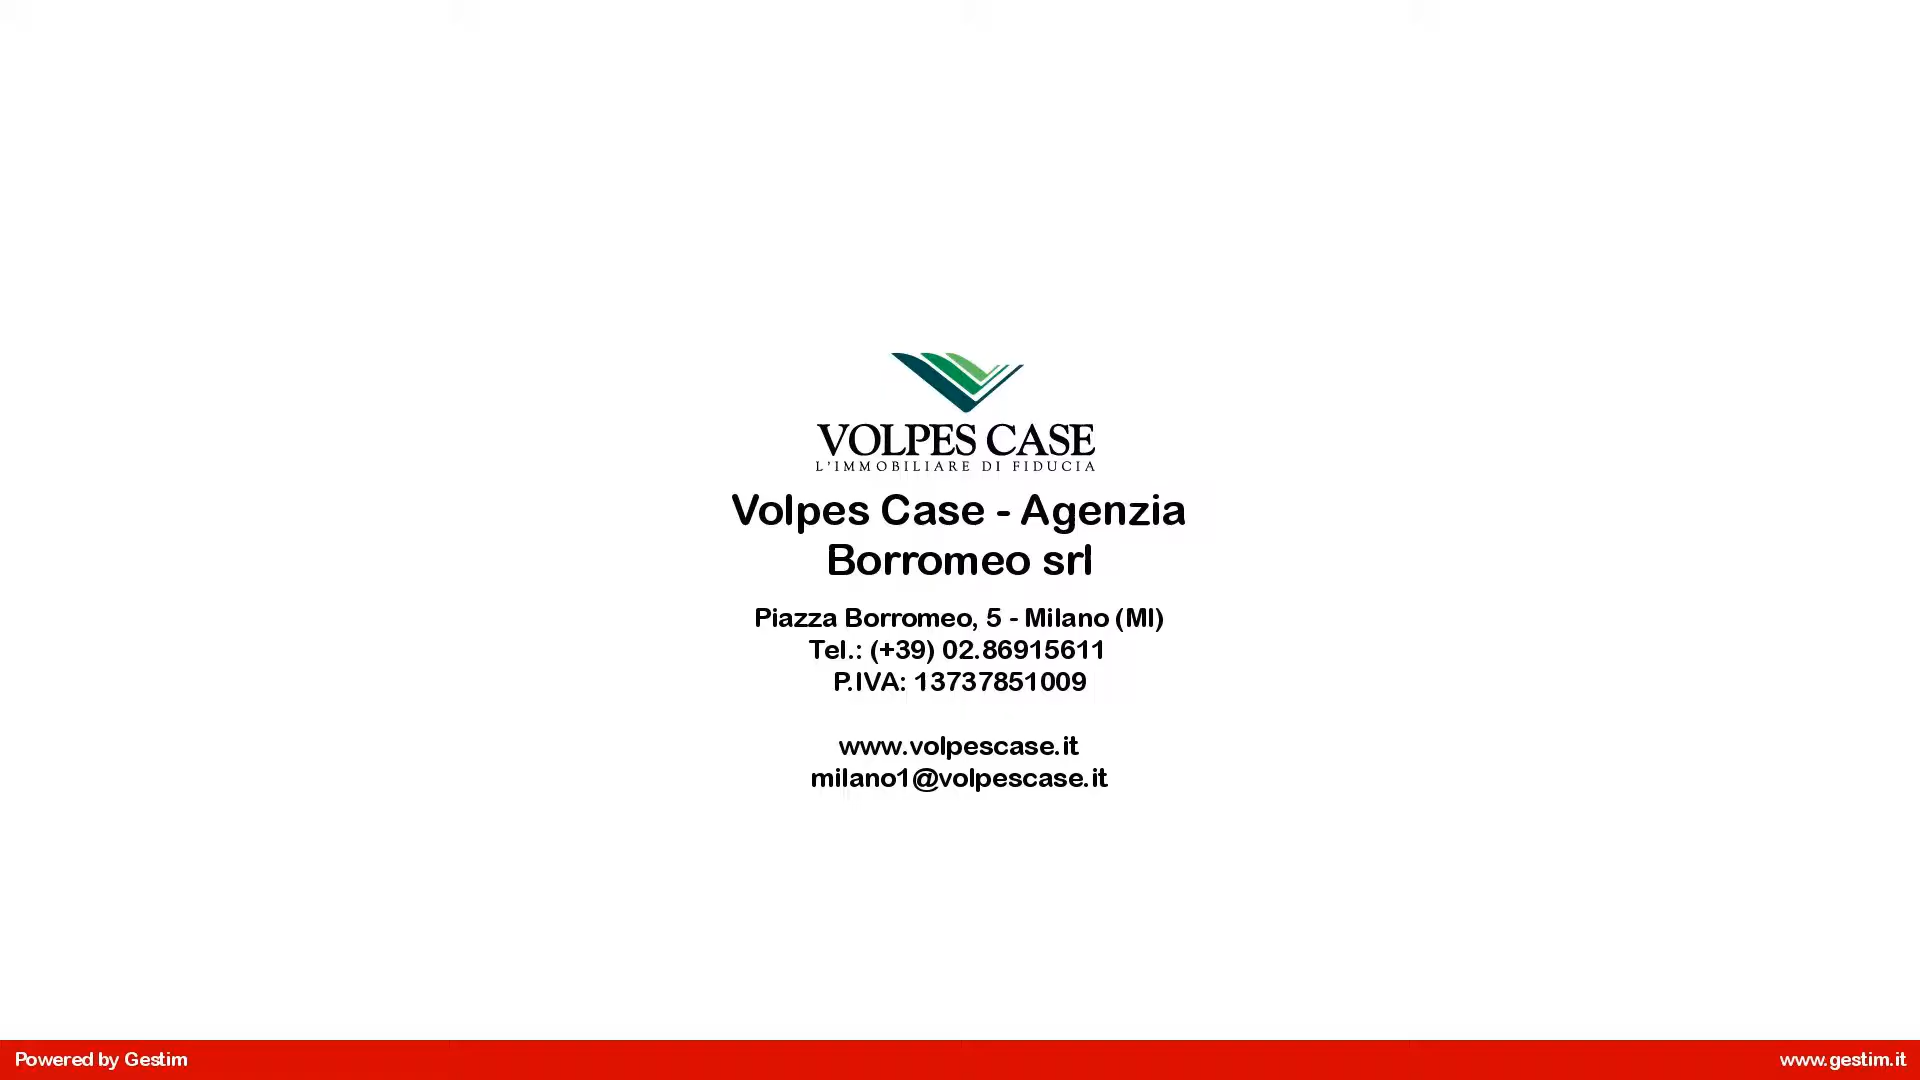 VOLPES CASE
L'IMMOBILIARE DI FIDUCIA
Volpes Case - Agenzia
Borromeo srl
Piazza Borromeo, 5 - Milano (MI)
Tel.: (+39) 02.86915611
P.IVA: 13737851009
www.volpescase.it
milano1@volpescase.it
Powered by Gestim
www.gestim.it